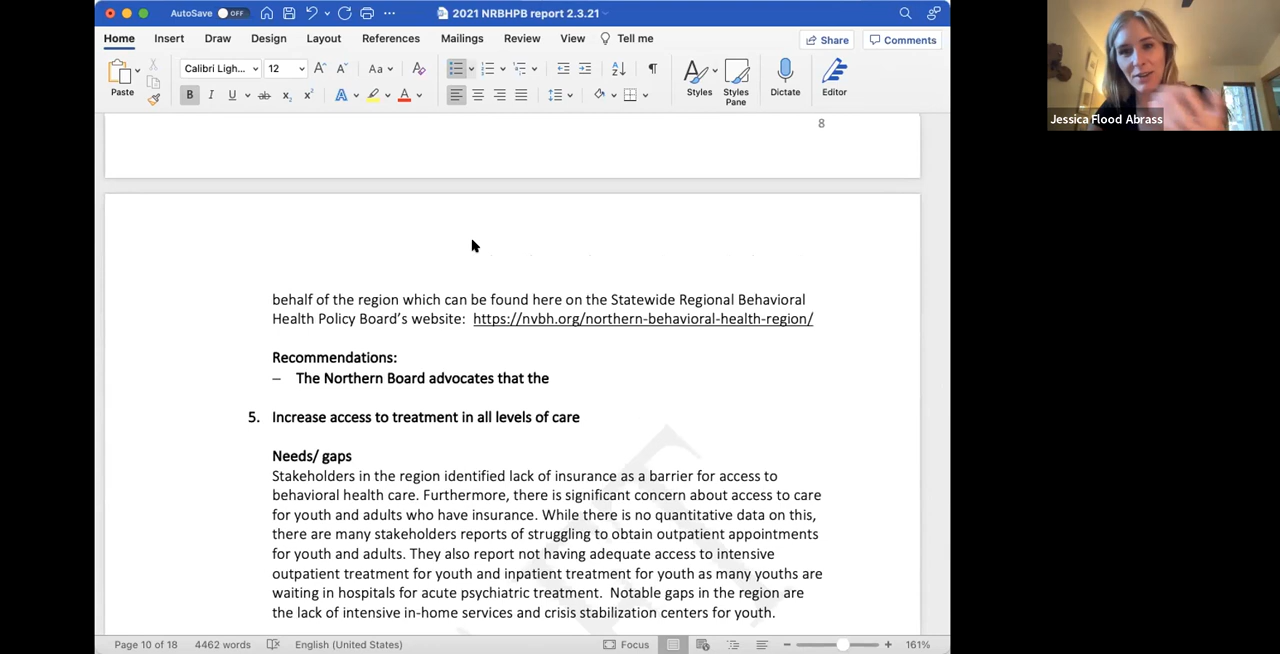 AutoSave OFF
2021 NRBHPB report 2.3.21
Home Insert Draw Design Layout References Mailings Review View Tell me Share Comments
Paste
Calibri Ligh... 12
Styles
Styles Pane
Dictate
Editor
Jessica Flood Abrass
8
behalf of the region which can be found here on the Statewide Regional Behavioral
Health Policy Board's website: https://nvbh.org/northern-behavioral-health-region/
Recommendations:
– The Northern Board advocates that the
5. Increase access to treatment in all levels of care
Needs/ gaps
Stakeholders in the region identified lack of insurance as a barrier for access to
behavioral health care. Furthermore, there is significant concern about access to care
for youth and adults who have insurance. While there is no quantitative data on this,
there are many stakeholders reports of struggling to obtain outpatient appointments
for youth and adults. They also report not having adequate access to intensive
outpatient treatment for youth and inpatient treatment for youth as many youths are
waiting in hospitals for acute psychiatric treatment. Notable gaps in the region are
the lack of intensive in-home services and crisis stabilization centers for youth.
Page 10 of 18 4462 words English (United States) Focus 161%